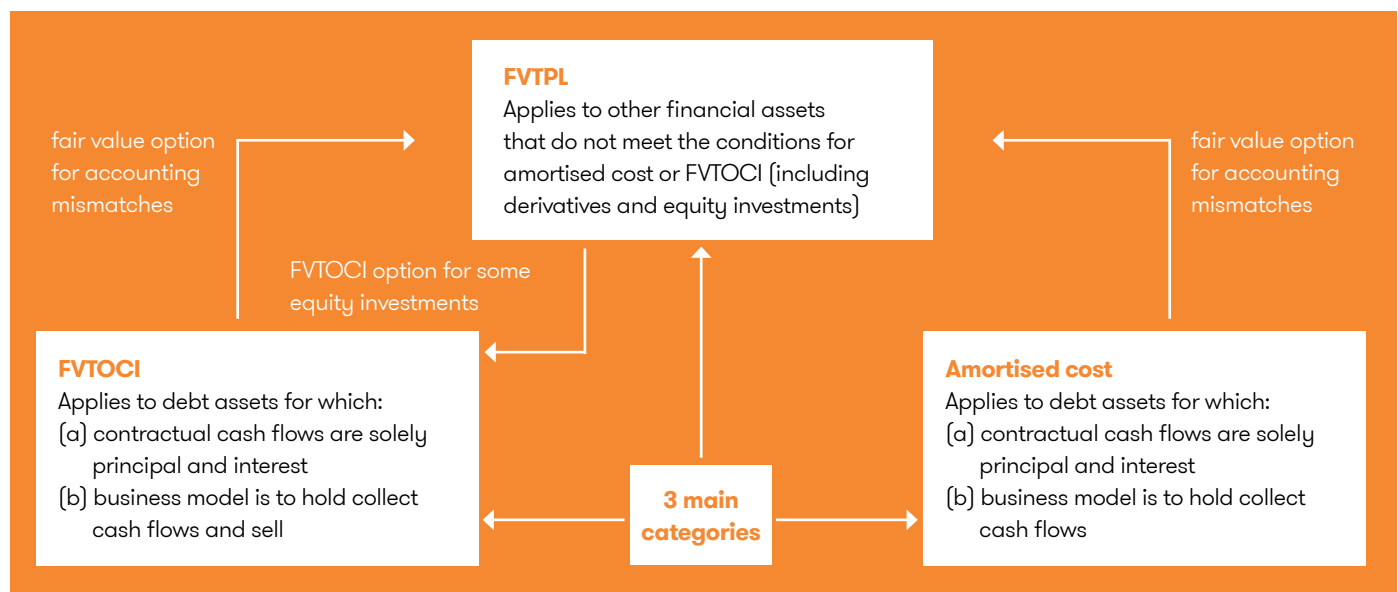 FVTPL
Applies to other financial assets
that do not meet the conditions for
amortised cost or FVTOCI (including
derivatives and equity investments)
fair value option
for accounting
mismatches
fair value option
for accounting
mismatches
FVTOCI option for some
equity investments
FVTOCI
Applies to debt assets for which:
(a) contractual cash flows are solely
principal and interest
(b) business model is to hold collect
cash flows and sell
3 main
categories
Amortised cost
Applies to debt assets for which:
(a) contractual cash flows are solely
principal and interest
(b) business model is to hold collect
cash flows